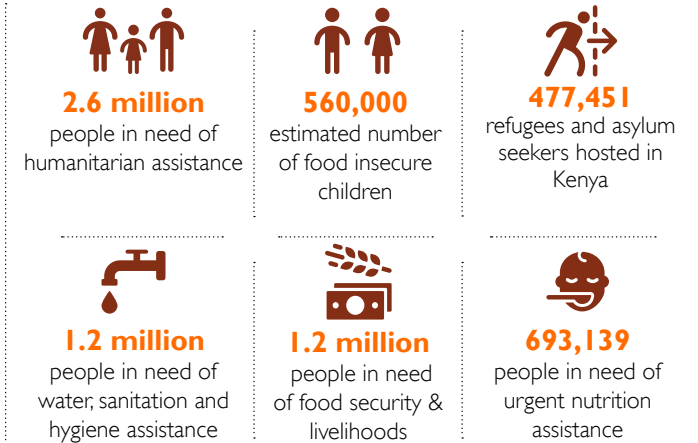 2.6 million
people in need of
humanitarian assistance
560,000
estimated number
of food insecure
children
477,451
refugees and asylum
seekers hosted in
Kenya
1.2 million
people in need of
water, sanitation and
hygiene assistance
1.2 million
people in need
of food security &
livelihoods
693,139
people in need of
urgent nutrition
assistance